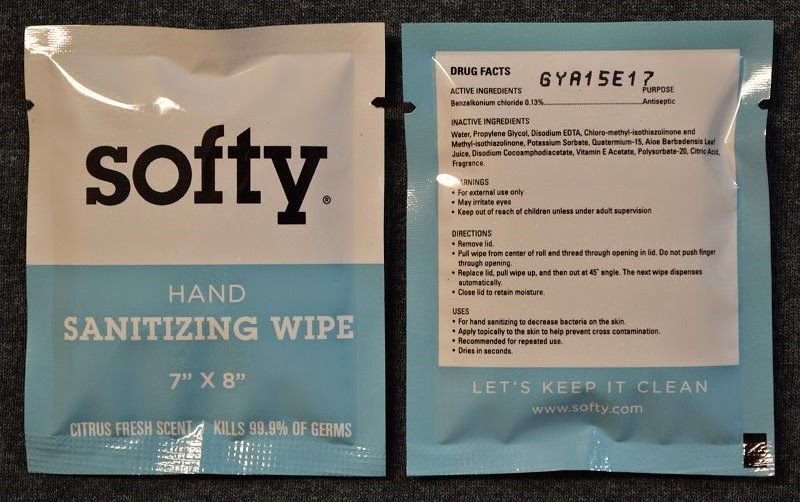 softy®
HAND
SANITIZING WIPE
7” X 8”
CITRUS FRESH SCENT KILLS 99.9% OF GERMS
DRUG FACTS GYA15E17
ACTIVE INGREDIENTS PURPOSE
Benzalkonium chloride 0.13%..............................Antiseptic
INACTIVE INGREDIENTS
Water, Propylene Glycol, Disodium EDTA, Chloro-methyl-isothiazolinone and
Methyl-isothiazolinone, Potassium Sorbate, Quaternium-15, Aloe Barbadensis Leaf
Juice, Disodium Cocoamphodiacetate, Vitamin E Acetate, Polysorbate-20, Citric Acid,
Fragrance.
WARNINGS
• For external use only
• May irritate eyes
• Keep out of reach of children unless under adult supervision
DIRECTIONS
• Remove lid.
• Pull wipe from center of roll and thread through opening in lid. Do not push finger
through opening.
• Replace lid, pull wipe up, and then out at 45° angle. The next wipe dispenses
automatically.
• Close lid to retain moisture.
USES
• For hand sanitizing to decrease bacteria on the skin.
• Apply topically to the skin to help prevent cross contamination.
• Recommended for repeated use.
• Dries in seconds.
LET'S KEEP IT CLEAN
www.softy.com